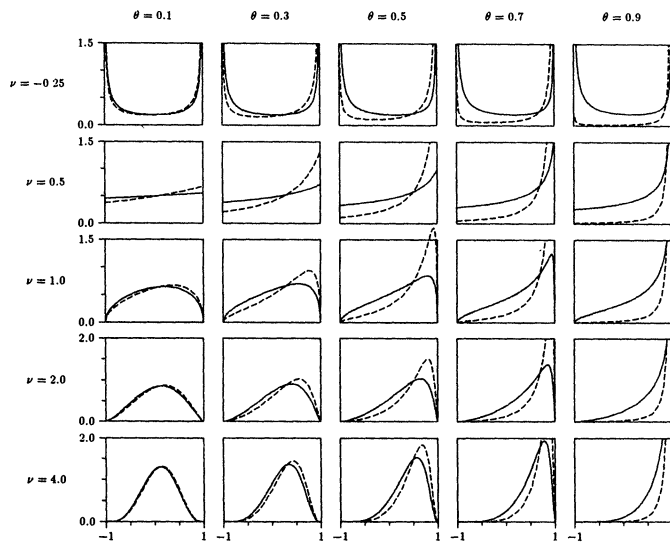 θ = 0.1 θ = 0.3 θ = 0.5 θ = 0.7 θ = 0.9
1.5
ν = −0 25
0.0
1.5
ν = 0.5
0.0
1.5
ν = 1.0
0.0
2.0
ν = 2.0
0.0
2.0
ν = 4.0
0.0
−1 1 −1 1 −1 1 −1 1 −1 1